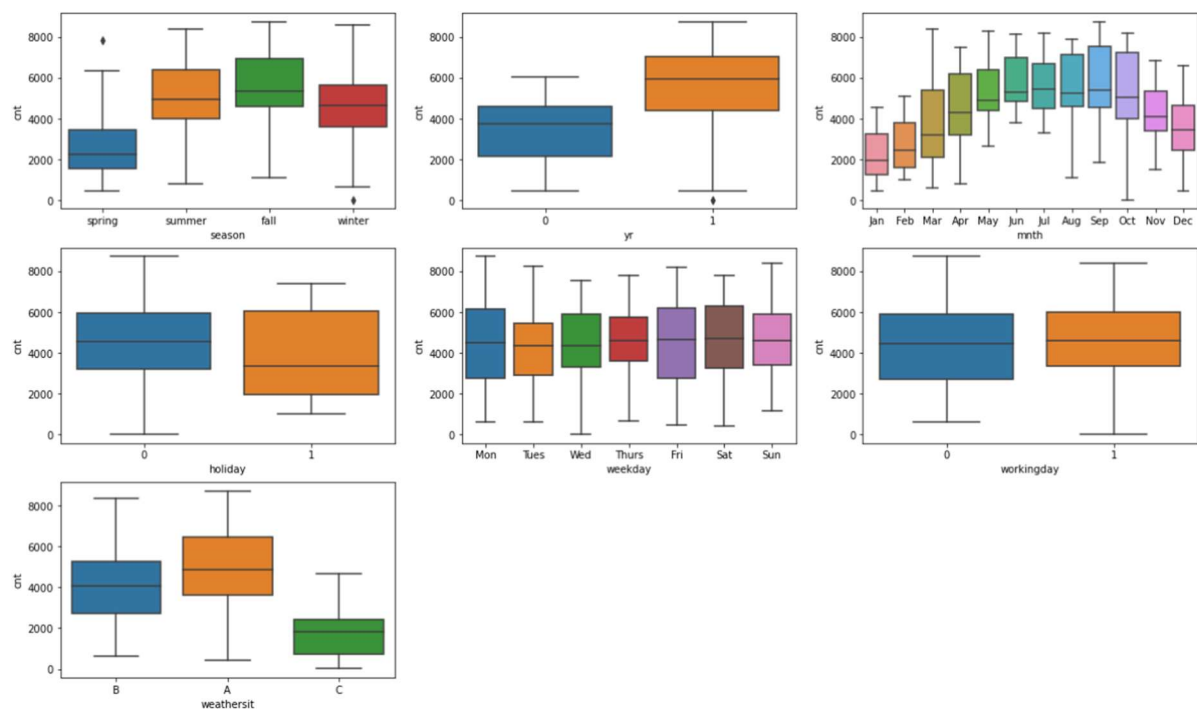 cnt
8000
6000
4000
2000
0
spring summer fall winter
season
cnt
8000
6000
4000
2000
0
0 1
yr
cnt
8000
6000
4000
2000
0
Jan Feb Mar Apr May Jun Jul Aug Sep Oct Nov Dec
mnth
cnt
8000
6000
4000
2000
0
0 1
holiday
cnt
8000
6000
4000
2000
0
Mon Tues Wed Thurs Fri Sat Sun
weekday
cnt
8000
6000
4000
2000
0
0 1
workingday
cnt
8000
6000
4000
2000
0
B A C
weathersit